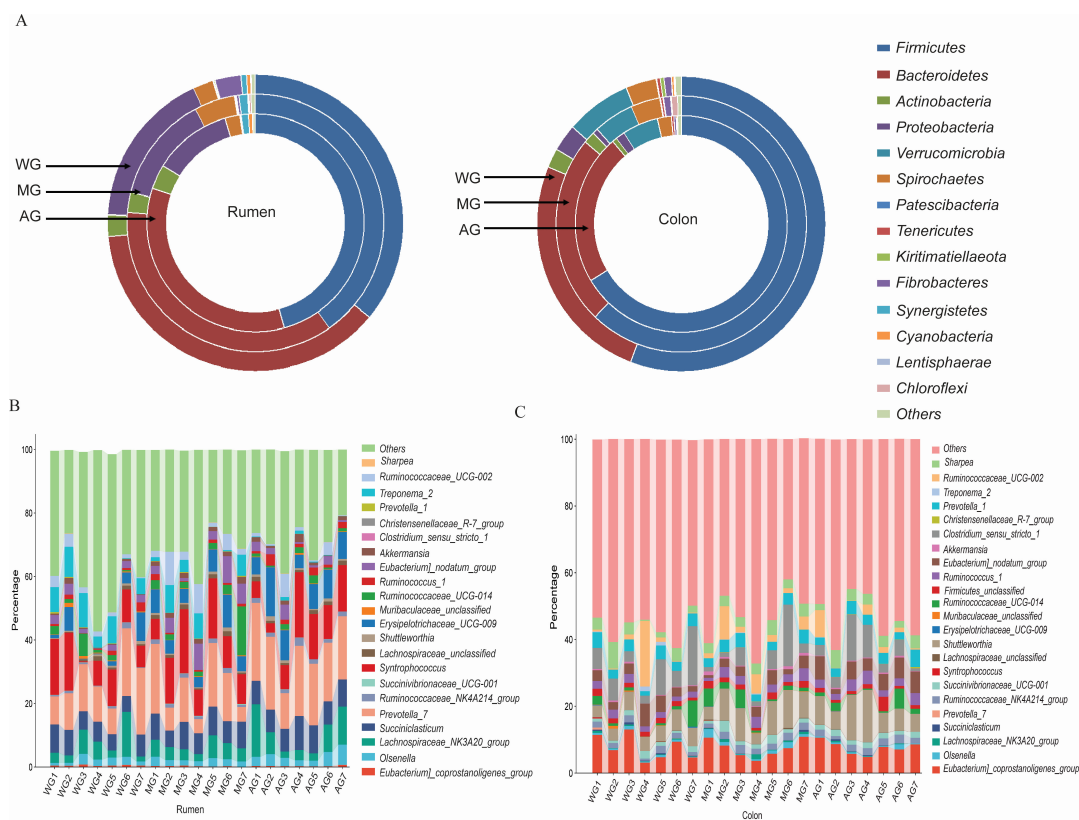 A
WG
MG
AG
Rumen
WG
MG
AG
Colon
Firmicutes
Bacteroidetes
Actinobacteria
Proteobacteria
Verrucomicrobia
Spirochaetes
Patescibacteria
Tenericutes
Kiritimatiellaeota
Fibrobacteres
Synergistetes
Cyanobacteria
Lentisphaerae
Chloroflexi
Others
B
Percentage
100
80
60
40
20
0
WG1 WG2 WG3 WG4 WG5 WG6 WG7 MG1 MG2 MG3 MG4 MG5 MG6 MG7 AG1 AG2 AG3 AG4 AG5 AG6 AG7
Rumen
Others
Sharpea
Ruminococcaceae_UCG-002
Treponema_2
Prevotella_1
Christensenellaceae_R-7_group
Clostridium_sensu_stricto_1
Akkermansia
Eubacterium]_nodatum_group
Ruminococcus_1
Ruminococcaceae_UCG-014
Muribaculaceae_unclassified
Erysipelotrichaceae_UCG-009
Shuttleworthia
Lachnospiraceae_unclassified
Syntrophococcus
Succinivibrionaceae_UCG-001
Ruminococcaceae_NK4A214_group
Prevotella_7
Succiniclasticum
Lachnospiraceae_NK3A20_group
Olsenella
Eubacterium]_coprostanoligenes_group
C
Percentage
100
80
60
40
20
0
WG1 WG2 WG3 WG4 WG5 WG6 WG7 MG1 MG2 MG3 MG4 MG5 MG6 MG7 AG1 AG2 AG3 AG4 AG5 AG6 AG7
Colon
Others
Sharpea
Ruminococcaceae_UCG-002
Treponema_2
Prevotella_1
Christensenellaceae_R-7_group
Clostridium_sensu_stricto_1
Akkermansia
Eubacterium]_nodatum_group
Ruminococcus_1
Firmicutes_unclassified
Ruminococcaceae_UCG-014
Muribaculaceae_unclassified
Erysipelotrichaceae_UCG-009
Shuttleworthia
Lachnospiraceae_unclassified
Syntrophococcus
Succinivibrionaceae_UCG-001
Ruminococcaceae_NK4A214_group
Prevotella_7
Succiniclasticum
Lachnospiraceae_NK3A20_group
Olsenella
Eubacterium]_coprostanoligenes_group